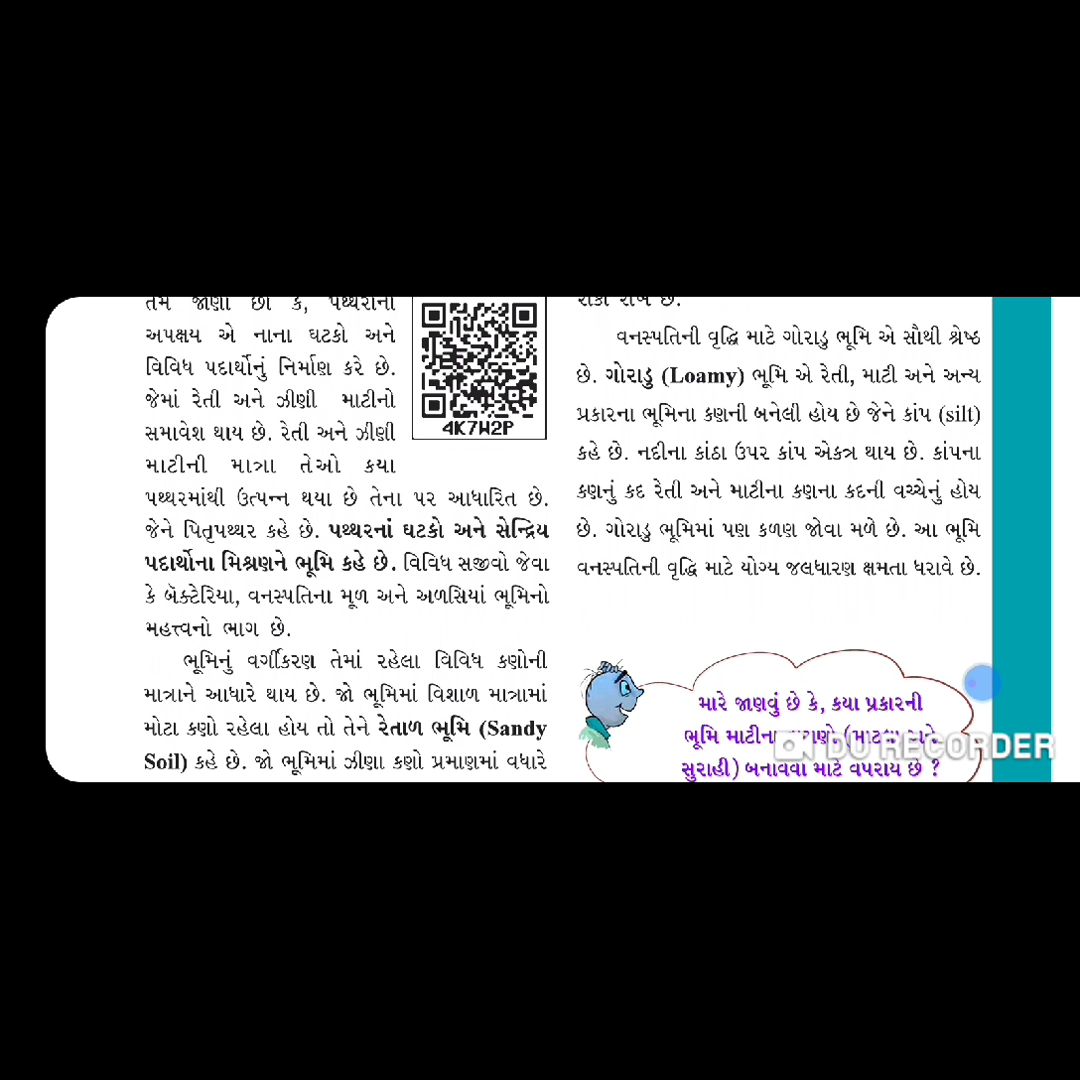 તમે જાણો છો કે, પથ્થરોનો
અપક્ષય એ નાના ઘટકો અને
વિવિધ પદાર્થોનું નિર્માણ કરે છે.
જેમાં રેતી અને ઝીણી માટીનો
સમાવેશ થાય છે. રેતી અને ઝીણી
માટીની માત્રા તેઓ કયા
પથ્થરમાંથી ઉત્પન્ન થયા છે તેના પર આધારિત છે.
જેને પિતૃપથ્થર કહે છે. પથ્થરનાં ઘટકો અને સેન્દ્રિય
પદાર્થોના મિશ્રણને ભૂમિ કહે છે. વિવિધ સજીવો જેવા
કે બૅક્ટેરિયા, વનસ્પતિના મૂળ અને અળસિયાં ભૂમિનો
મહત્ત્વનો ભાગ છે.
ભૂમિનું વર્ગીકરણ તેમાં રહેલા વિવિધ કણોની
માત્રાને આધારે થાય છે. જો ભૂમિમાં વિશાળ માત્રામાં
મોટા કણો રહેલા હોય તો તેને રેતાળ ભૂમિ (Sandy
Soil) કહે છે. જો ભૂમિમાં ઝીણા કણો પ્રમાણમાં વધારે
4K7W2P
રાખે છે.
વનસ્પતિની વૃદ્ધિ માટે ગોરાડુ ભૂમિ એ સૌથી શ્રેષ્ઠ
છે. ગોરાડુ (Loamy) ભૂમિ એ રેતી, માટી અને અન્ય
પ્રકારના ભૂમિના કણની બનેલી હોય છે જેને કાંપ (silt)
કહે છે. નદીના કાંઠા ઉપર કાંપ એકત્ર થાય છે. કાંપના
કણનું કદ રેતી અને માટીના કણના કદની વચ્ચેનું હોય
છે. ગોરાડુ ભૂમિમાં પણ કળણ જોવા મળે છે. આ ભૂમિ
વનસ્પતિની વૃદ્ધિ માટે યોગ્ય જલધારણ ક્ષમતા ધરાવે છે.
મારે જાણવું છે કે, કયા પ્રકારની
ભૂમિ માટીના
સુરાહી) બનાવવા માટે વપરાય છે ?
DU RECORDER